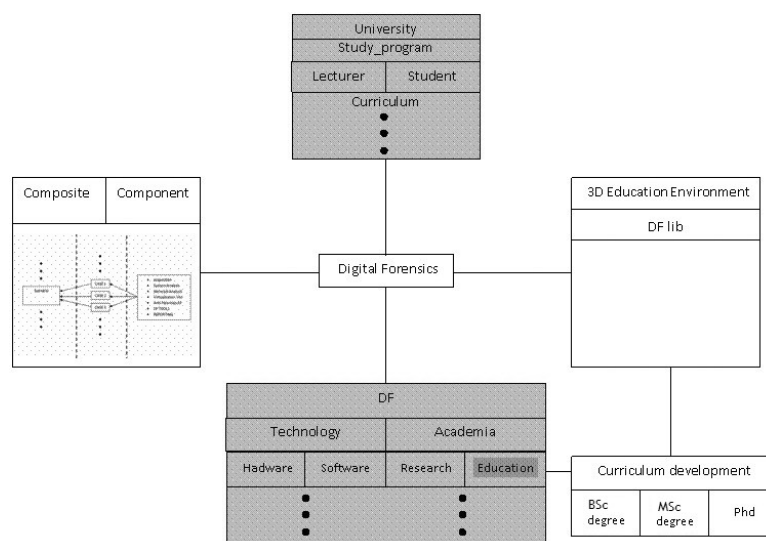 University
Study_program
Lecturer Student
Curriculum
Composite Component
3D Education Environment
DF lib
Digital Forensics
DF
Technology Academia
Hadware Software Research Education
Curriculum development
BSc degree
MSc degree
Phd